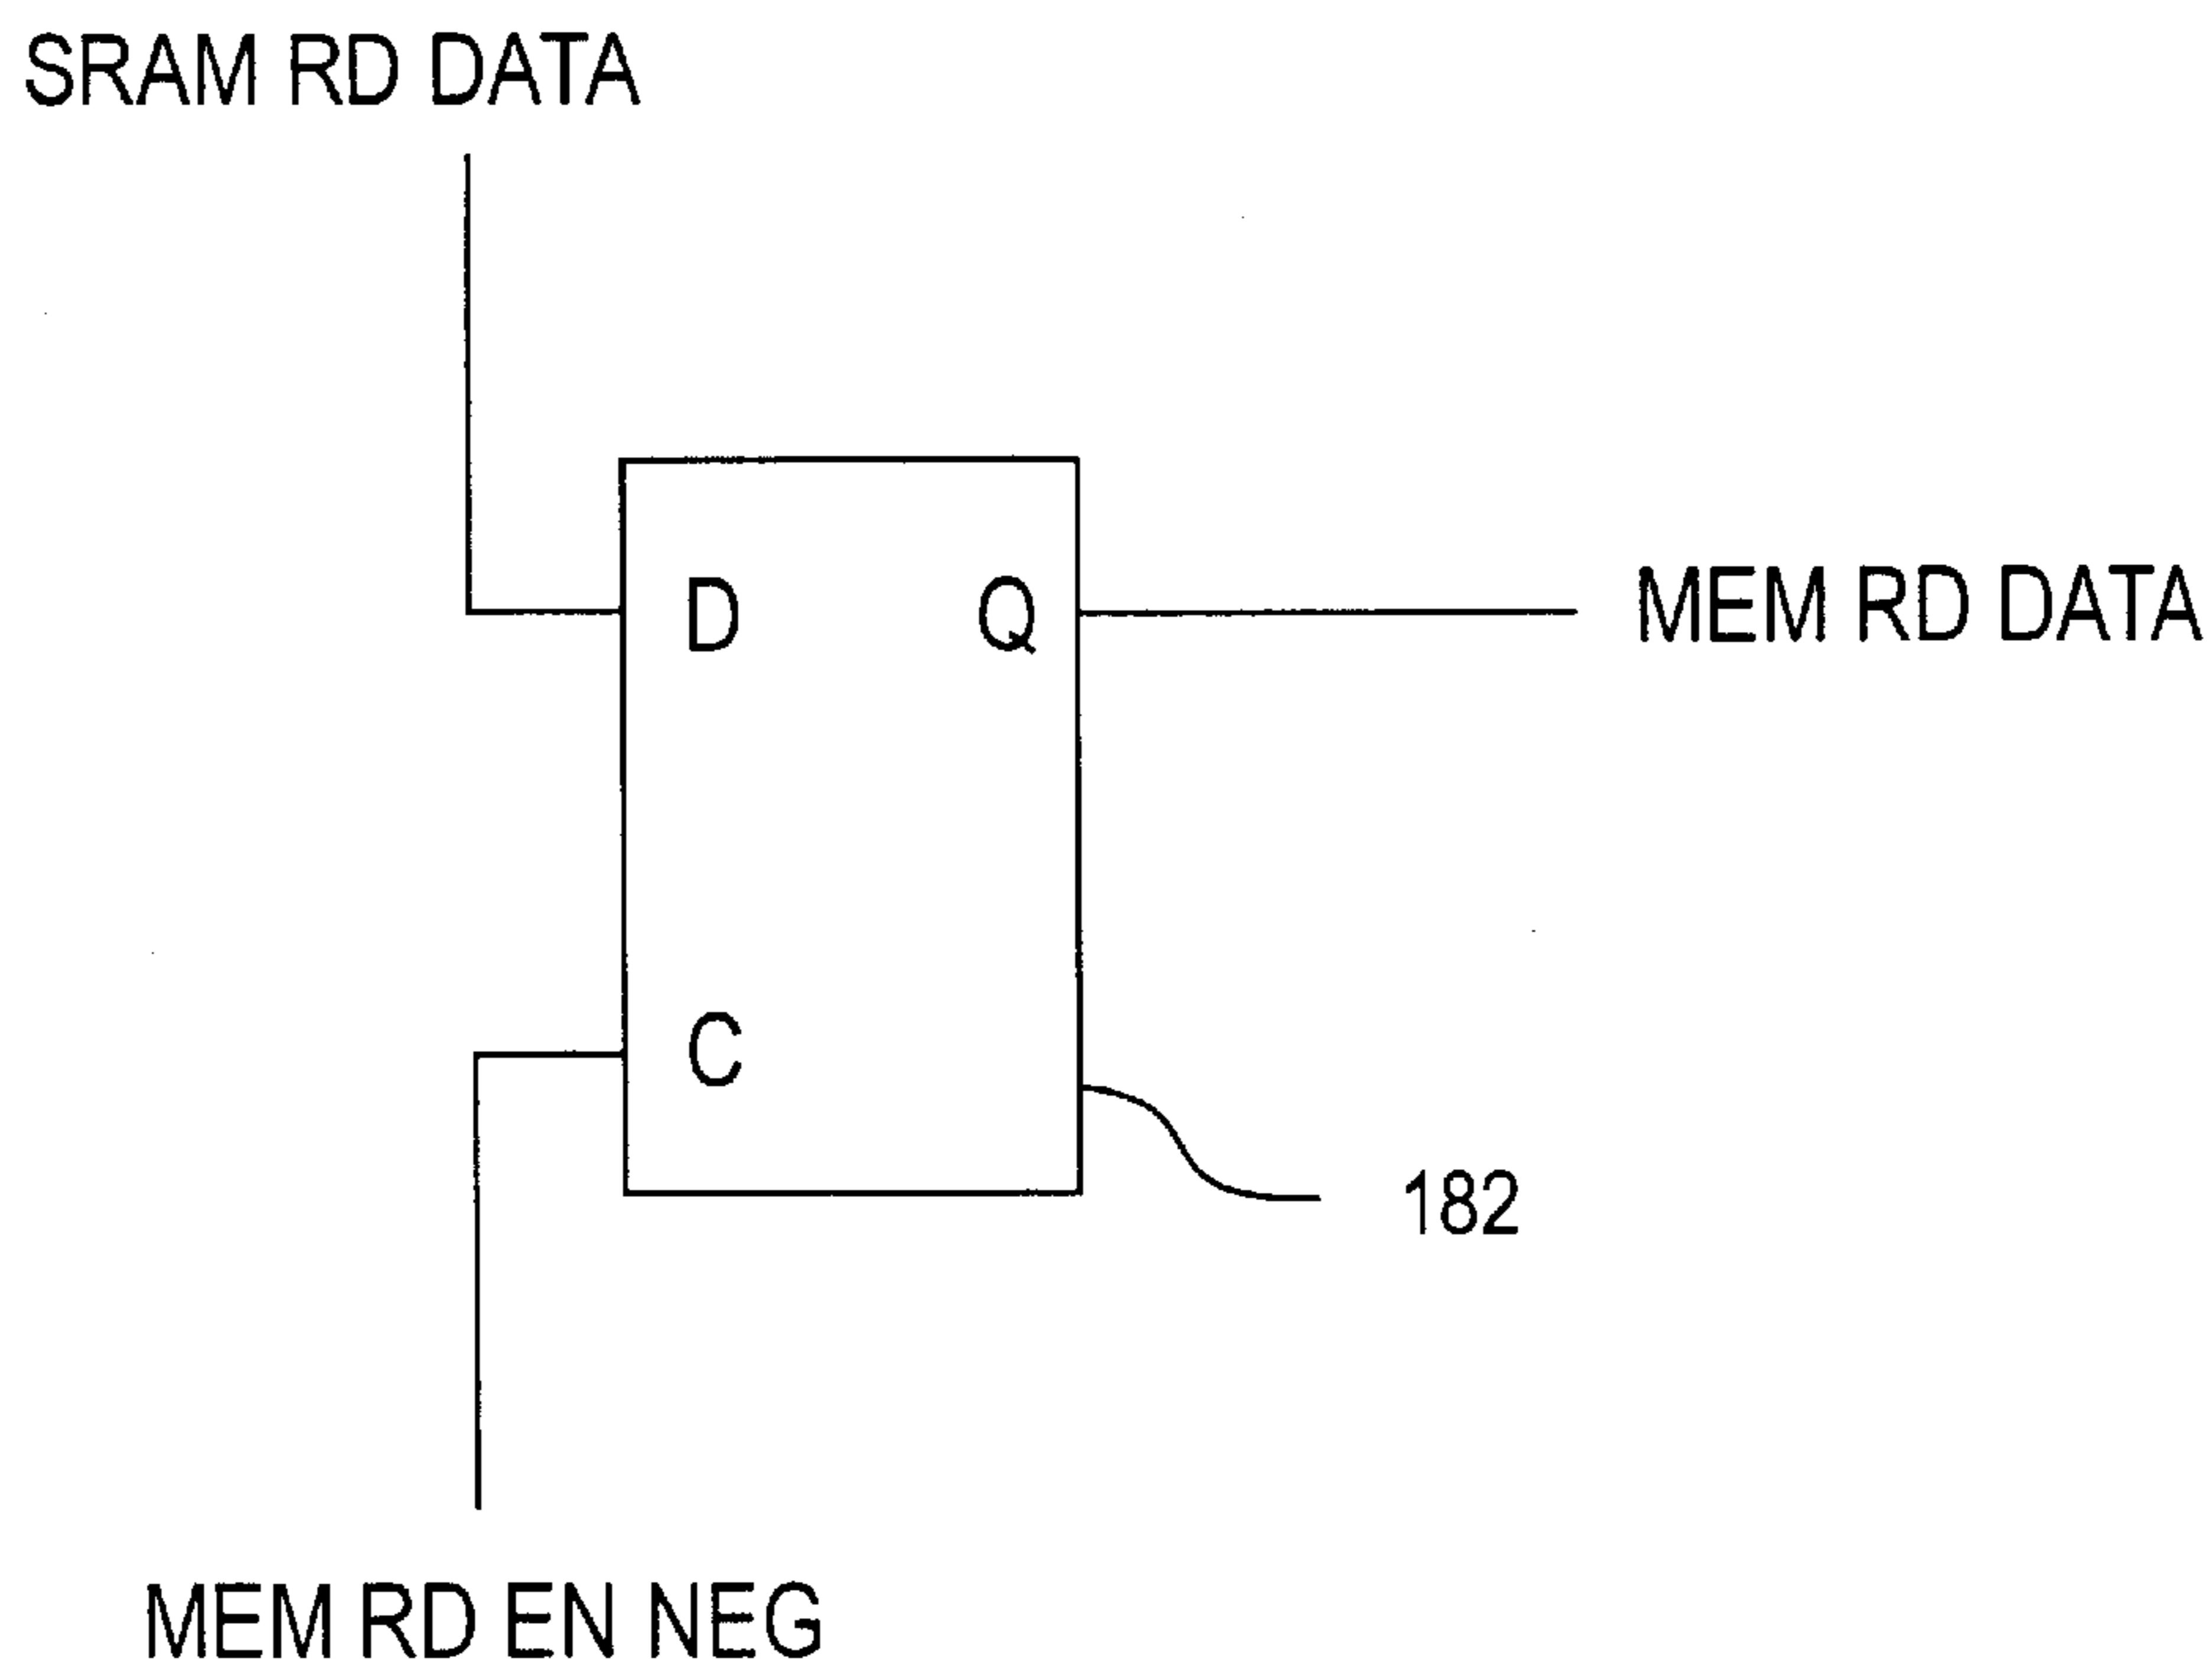 SRAM RD DATA
D
Q
MEM RD DATA
C
182
MEM RD EN NEG